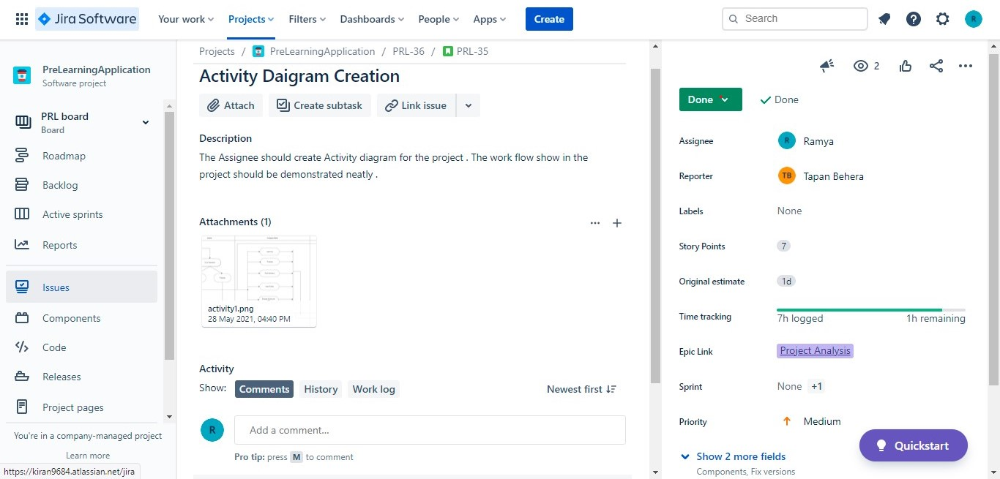 Jira Software
Your work
Projects
Filters
Dashboards
People
Apps
Create
Search
R
PreLearningApplication
Software project
PRL board
Board
Roadmap
Backlog
Active sprints
Reports
Issues
Components
Code
Releases
Project pages
You're in a company-managed project
Learn more
https://kiran9684.atlassian.net/jira
Projects / PreLearningApplication / PRL-36 / PRL-35
Activity Daigram Creation
Attach
Create subtask
Link issue
Description
The Assignee should create Activity diagram for the project . The work flow show in the
project should be demonstrated neatly .
Attachments (1)
activity1.png
28 May 2021, 04:40 PM
Activity
Show: Comments History Work log Newest first
R
Add a comment...
Pro tip: press M to comment
2
Done
Done
Assignee R Ramya
Reporter TB Tapan Behera
Labels None
Story Points 7
Original estimate 1d
Time tracking 7h logged 1h remaining
Epic Link Project Analysis
Sprint None +1
Priority Medium
Show 2 more fields
Components, Fix versions
Quickstart